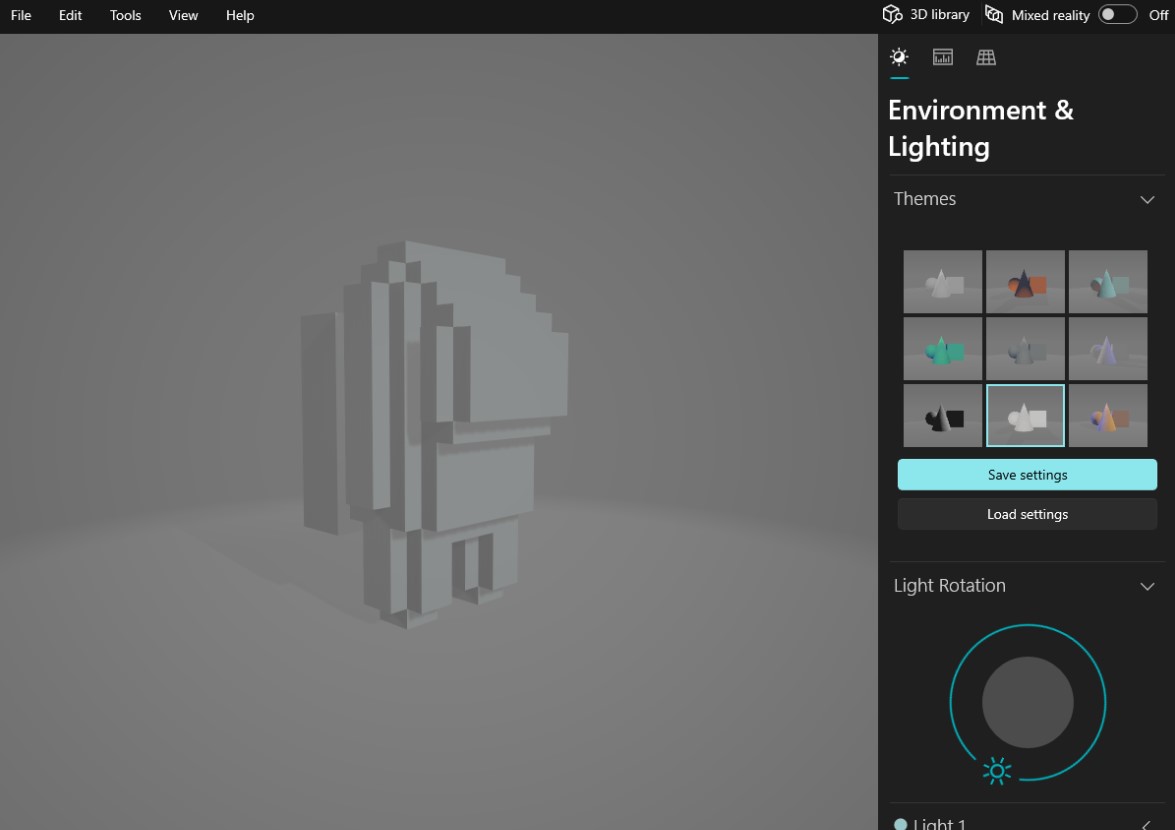 File Edit Tools View Help 3D library Mixed reality Off
Environment &
Lighting
Themes
Save settings
Load settings
Light Rotation
Light 1